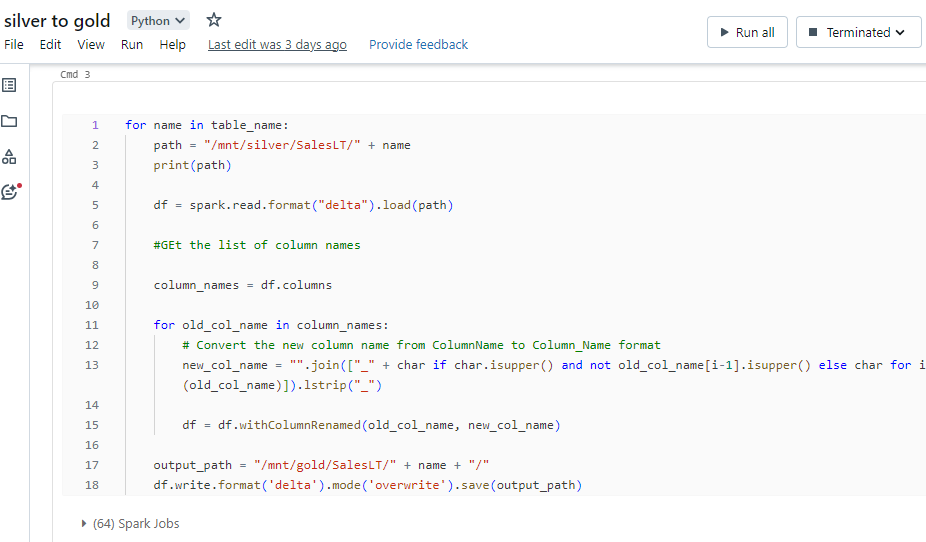 silver to gold Python
File Edit View Run Help Last edit was 3 days ago Provide feedback
Run all Terminated
Cmd 3
1 for name in table_name:
2 path = "/mnt/silver/SalesLT/" + name
3 print(path)
4
5 df = spark.read.format("delta").load(path)
6
7 #GEt the list of column names
8
9 column_names = df.columns
10
11 for old_col_name in column_names:
12 # Convert the new column name from ColumnName to Column_Name format
13 new_col_name = "".join(["_" + char if char.isupper() and not old_col_name[i-1].isupper() else char for i
(old_col_name)]).lstrip("_")
14
15 df = df.withColumnRenamed(old_col_name, new_col_name)
16
17 output_path = "/mnt/gold/SalesLT/" + name + "/"
18 df.write.format('delta').mode('overwrite').save(output_path)
(64) Spark Jobs